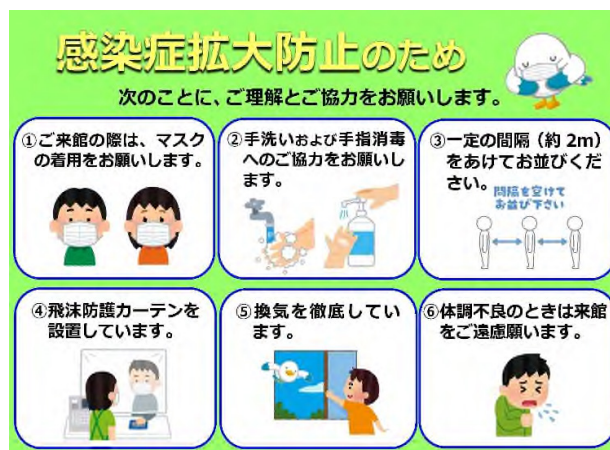 感染症拡大防止のため
次のことに、ご理解とご協力をお願いします。
①ご来館の際は、マスク
の着用をお願いします。
②手洗いおよび手指消毒
へのご協力をお願いし
ます。
③一定の間隔（約 2m）
をあけてお並びくだ
さい。
間隔を空けて
お並び下さい
④飛沫防護カーテンを
設置しています。
⑤換気を徹底してい
ます。
⑥体調不良のときは来館
をご遠慮願います。